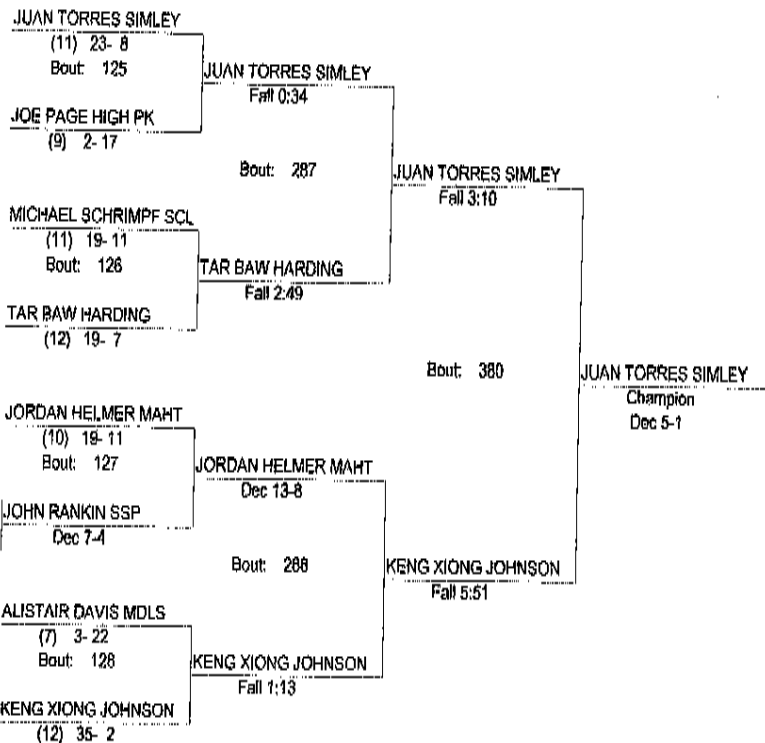 JUAN TORRES SIMLEY
(11) 23- 8
Bout: 125
JUAN TORRES SIMLEY
Fall 0:34
JOE PAGE HIGH PK
(9) 2- 17
Bout: 287
JUAN TORRES SIMLEY
Fall 3:10
MICHAEL SCHRIMPF SCL
(11) 19- 11
Bout: 126
TAR BAW HARDING
Fall 2:49
TAR BAW HARDING
(12) 19- 7
Bout: 380
JUAN TORRES SIMLEY
Champion
Dec 5-1
JORDAN HELMER MAHT
(10) 19- 11
Bout: 127
JORDAN HELMER MAHT
Dec 13-8
JOHN RANKIN SSP
Dec 7-4
Bout: 288
KENG XIONG JOHNSON
Fall 5:51
ALISTAIR DAVIS MDLS
(7) 3- 22
Bout: 128
KENG XIONG JOHNSON
Fall 1:13
KENG XIONG JOHNSON
(12) 35- 2